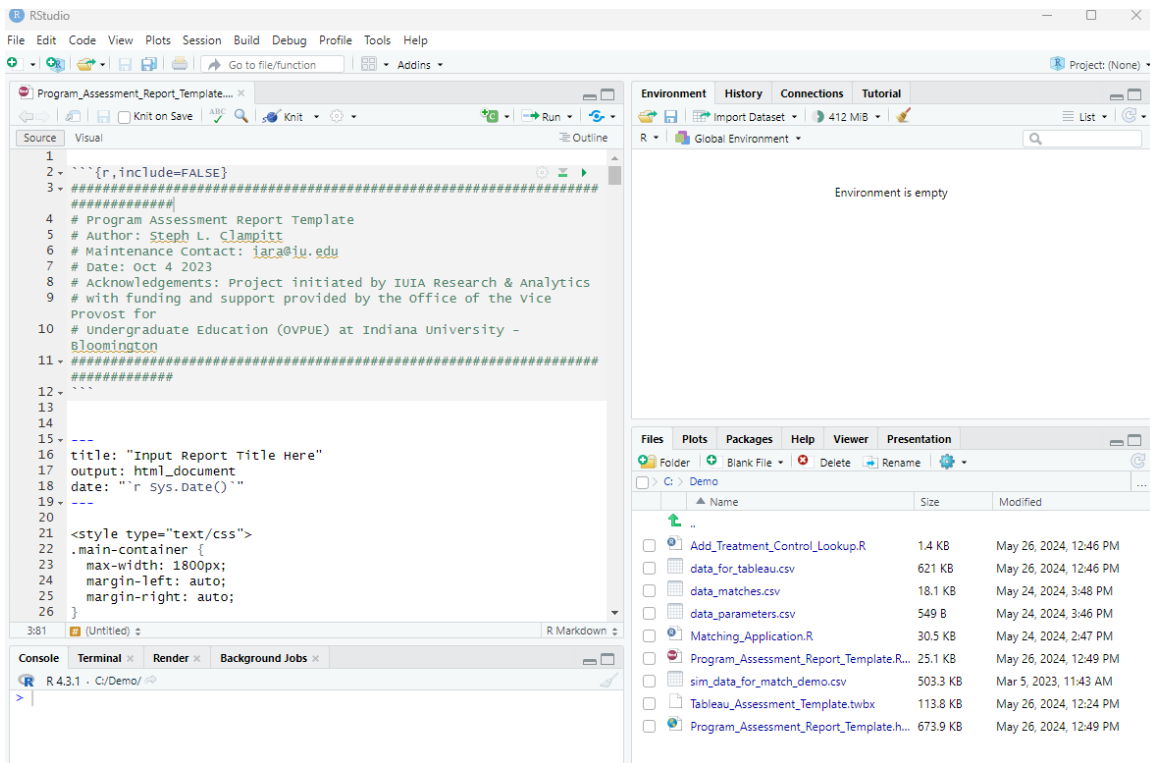 RStudio
File Edit Code View Plots Session Build Debug Profile Tools Help
Go to file/function Addins Project: (None)
Program_Assessment_Report_Template....
Knit on Save ABC Knit Run
Source Visual Outline
1
2 ```{r,include=FALSE}
3 ###################################################################
#############
4 # Program Assessment Report Template
5 # Author: Steph L. Clampitt
6 # Maintenance Contact: iara@iu.edu
7 # Date: Oct 4 2023
8 # Acknowledgements: Project initiated by IUIA Research & Analytics
9 # with funding and support provided by the Office of the Vice
Provost for
10 # Undergraduate Education (OVPUE) at Indiana University -
Bloomington
11 ###################################################################
#############
12 ```
13
14
15 ---
16 title: "Input Report Title Here"
17 output: html_document
18 date: "`r Sys.Date()`"
19 ---
20
21 <style type="text/css">
22 .main-container {
23 max-width: 1800px;
24 margin-left: auto;
25 margin-right: auto;
26 }
3:81 # (Untitled) R Markdown
Console Terminal Render Background Jobs
R 4.3.1 · C:/Demo/
>
Environment History Connections Tutorial
Import Dataset 412 MiB List
R Global Environment
Environment is empty
Files Plots Packages Help Viewer Presentation
Folder Blank File Delete Rename
C: Demo ...
Name Size Modified
..
Add_Treatment_Control_Lookup.R 1.4 KB May 26, 2024, 12:46 PM
data_for_tableau.csv 621 KB May 26, 2024, 12:46 PM
data_matches.csv 18.1 KB May 24, 2024, 3:48 PM
data_parameters.csv 549 B May 24, 2024, 3:46 PM
Matching_Application.R 30.5 KB May 24, 2024, 2:47 PM
Program_Assessment_Report_Template.R... 25.1 KB May 26, 2024, 12:49 PM
sim_data_for_match_demo.csv 503.3 KB Mar 5, 2023, 11:43 AM
Tableau_Assessment_Template.twbx 113.8 KB May 26, 2024, 12:24 PM
Program_Assessment_Report_Template.h... 673.9 KB May 26, 2024, 12:49 PM